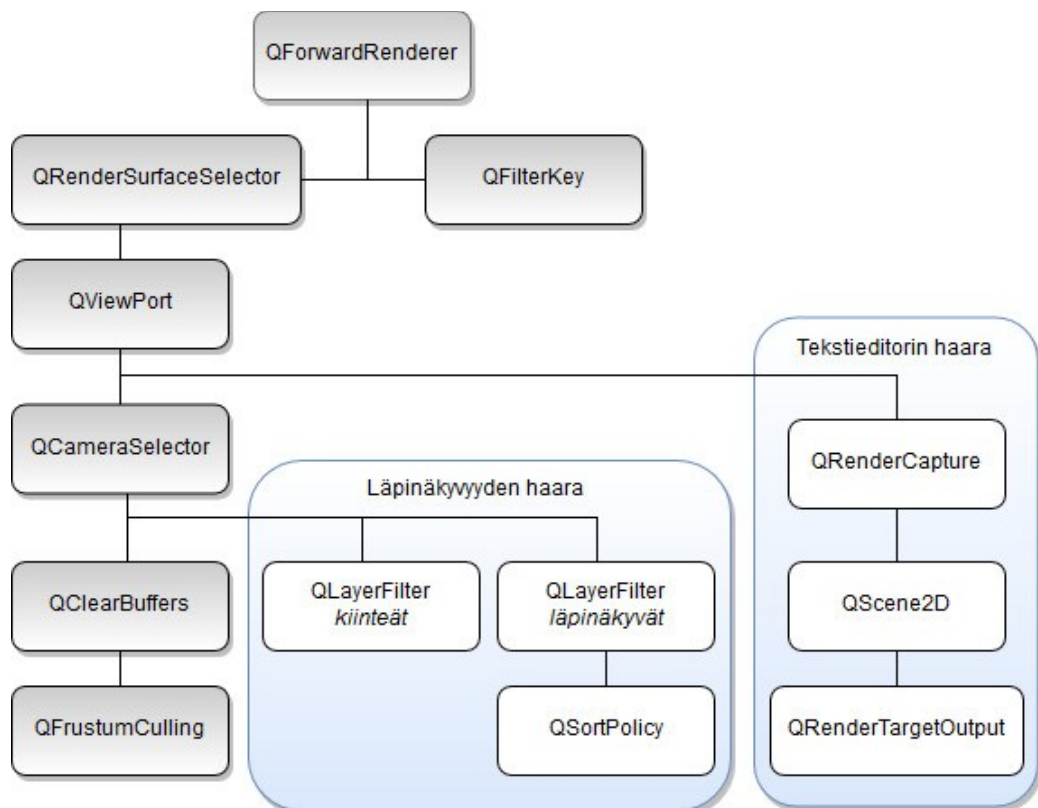 QForwardRenderer
QRenderSurfaceSelector
QFilterKey
QViewPort
Tekstieditorin haara
QCameraSelector
QRenderCapture
Läpinäkyvyyden haara
QClearBuffers
QLayerFilter
kiinteät
QLayerFilter
läpinäkyvät
QScene2D
QFrustumCulling
QSortPolicy
QRenderTargetOutput